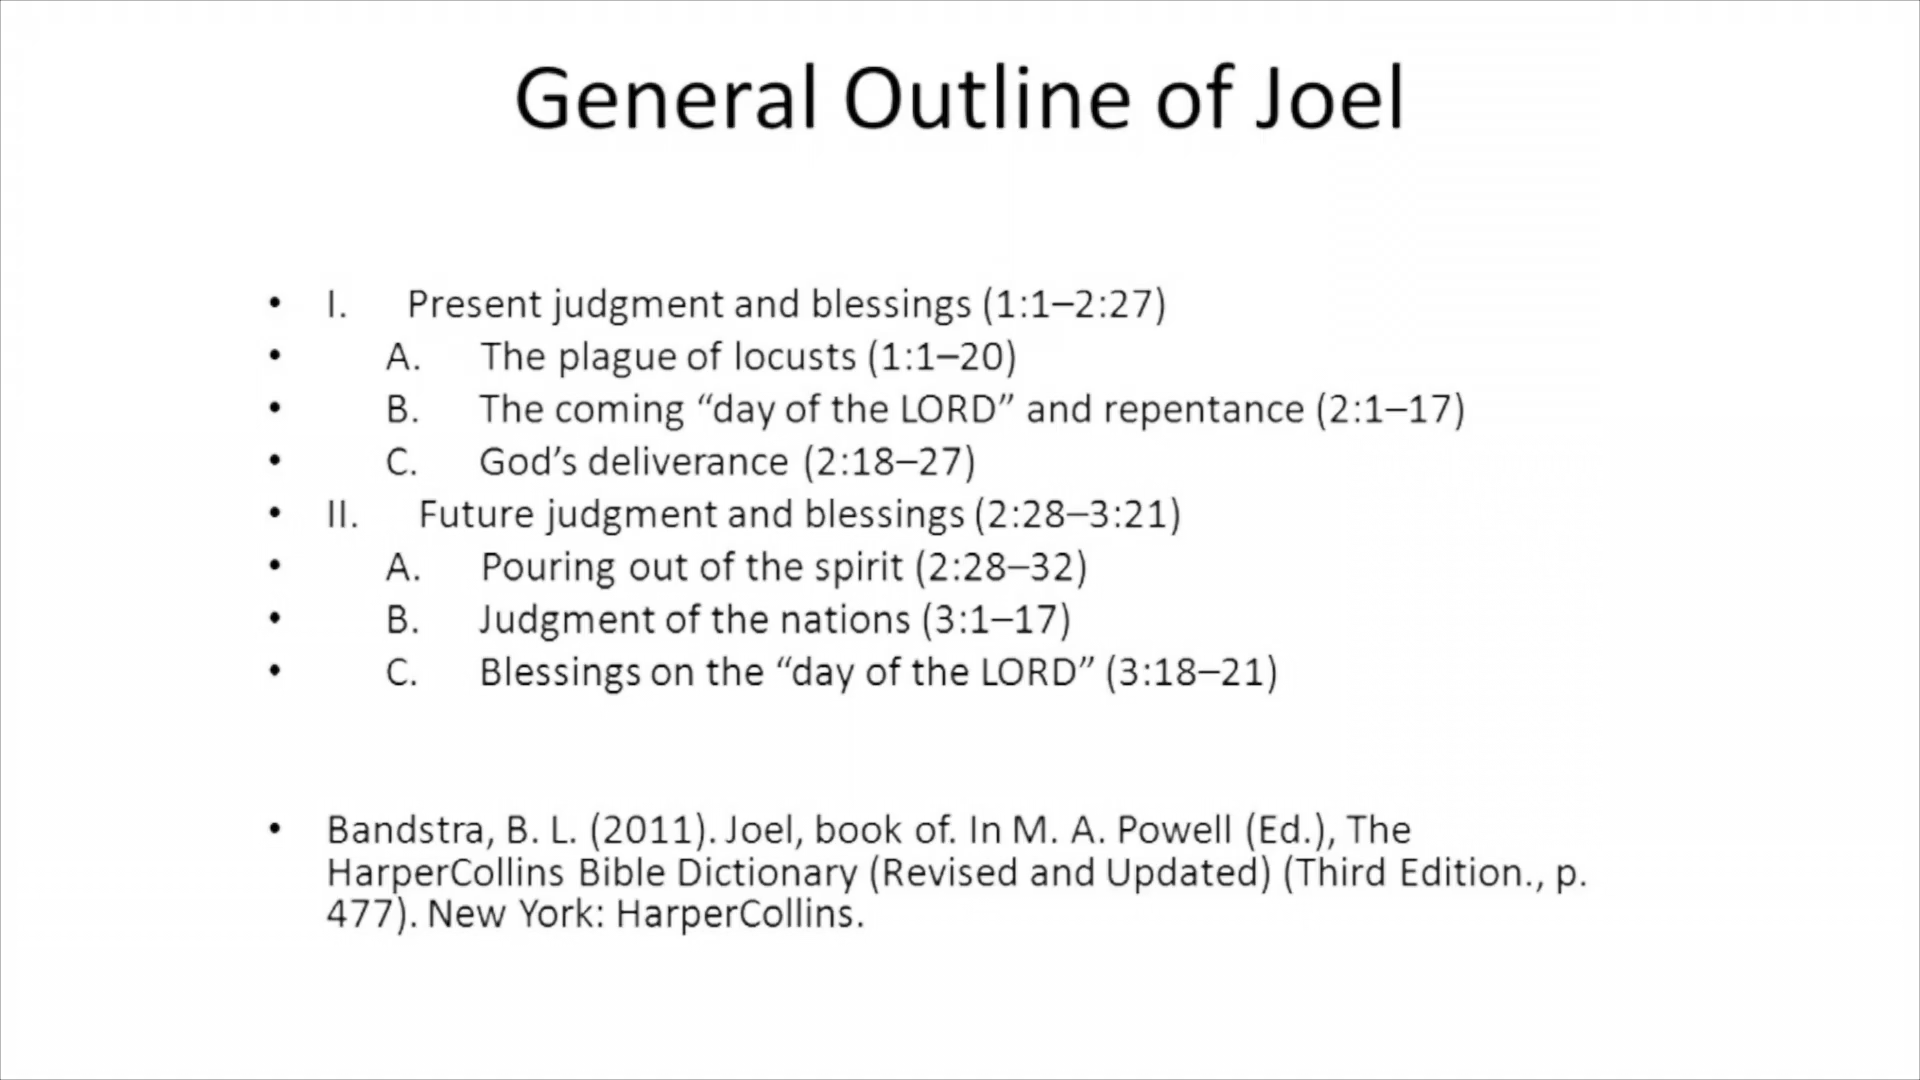 General Outline of Joel
• I. Present judgment and blessings (1:1–2:27)
• A. The plague of locusts (1:1–20)
• B. The coming “day of the LORD” and repentance (2:1–17)
• C. God’s deliverance (2:18–27)
• II. Future judgment and blessings (2:28–3:21)
• A. Pouring out of the spirit (2:28–32)
• B. Judgment of the nations (3:1–17)
• C. Blessings on the “day of the LORD” (3:18–21)
• Bandstra, B. L. (2011). Joel, book of. In M. A. Powell (Ed.), The
HarperCollins Bible Dictionary (Revised and Updated) (Third Edition., p.
477). New York: HarperCollins.